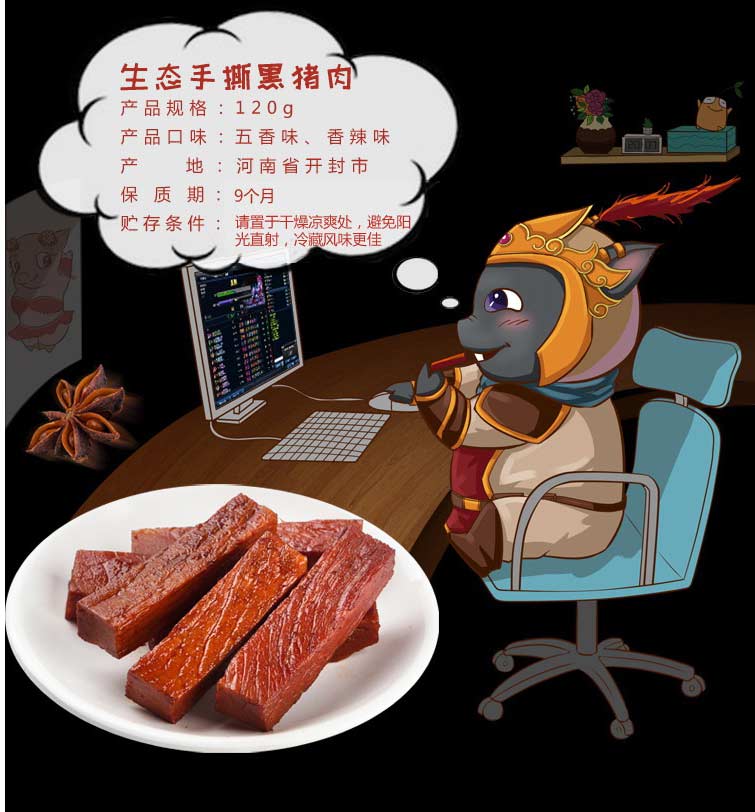 生态手撕黑猪肉
产品规格：120g
产品口味：五香味、香辣味
产地：河南省开封市
保质期：9个月
贮存条件：请置于干燥凉爽处，避免阳
光直射，冷藏风味更佳